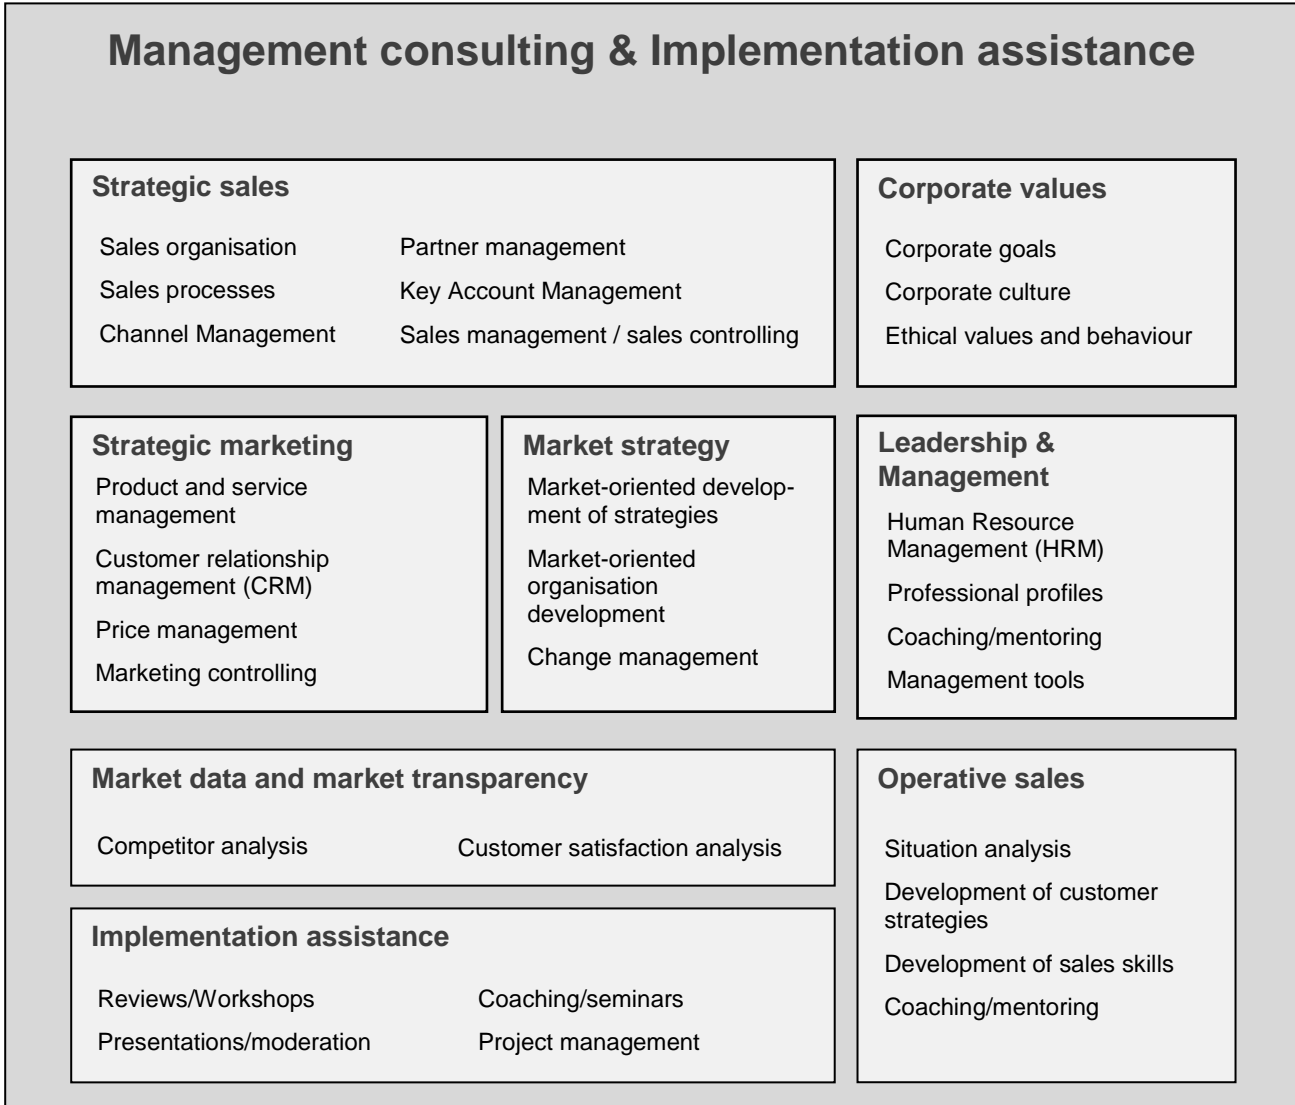 Management consulting & Implementation assistance
Strategic sales
Sales organisation
Sales processes
Channel Management
Partner management
Key Account Management
Sales management / sales controlling
Corporate values
Corporate goals
Corporate culture
Ethical values and behaviour
Strategic marketing
Product and service
management
Customer relationship
management (CRM)
Price management
Marketing controlling
Market strategy
Market-oriented develop-
ment of strategies
Market-oriented
organisation
development
Change management
Leadership &
Management
Human Resource
Management (HRM)
Professional profiles
Coaching/mentoring
Management tools
Market data and market transparency
Competitor analysis
Customer satisfaction analysis
Implementation assistance
Reviews/Workshops
Presentations/moderation
Coaching/seminars
Project management
Operative sales
Situation analysis
Development of customer
strategies
Development of sales skills
Coaching/mentoring